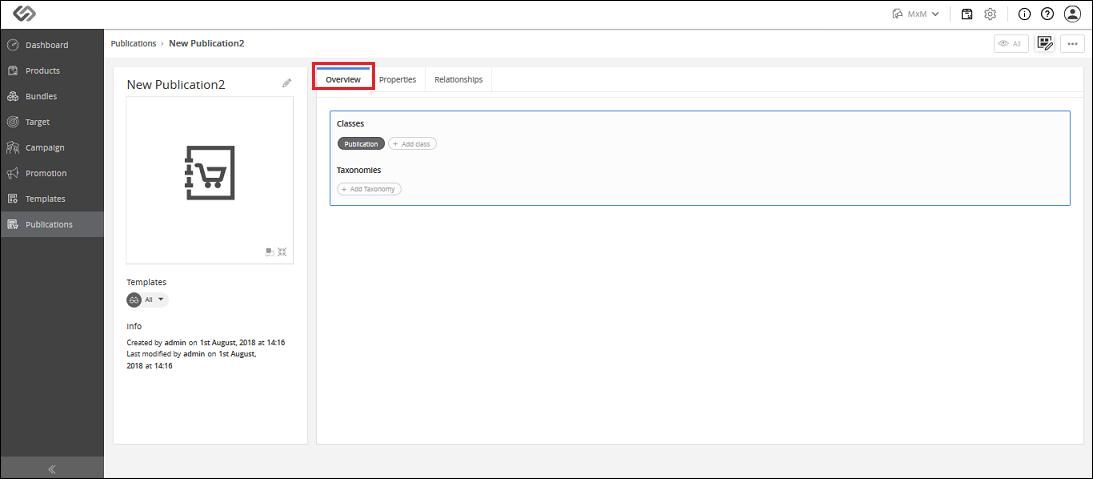 MxM
Dashboard
Products
Bundles
Target
Campaign
Promotion
Templates
Publications
Publications › New Publication2
All
New Publication2
Templates
All
Info
Created by admin on 1st August, 2018 at 14:16
Last modified by admin on 1st August,
2018 at 14:16
Overview Properties Relationships
Classes
Publication + Add class
Taxonomies
+ Add Taxonomy